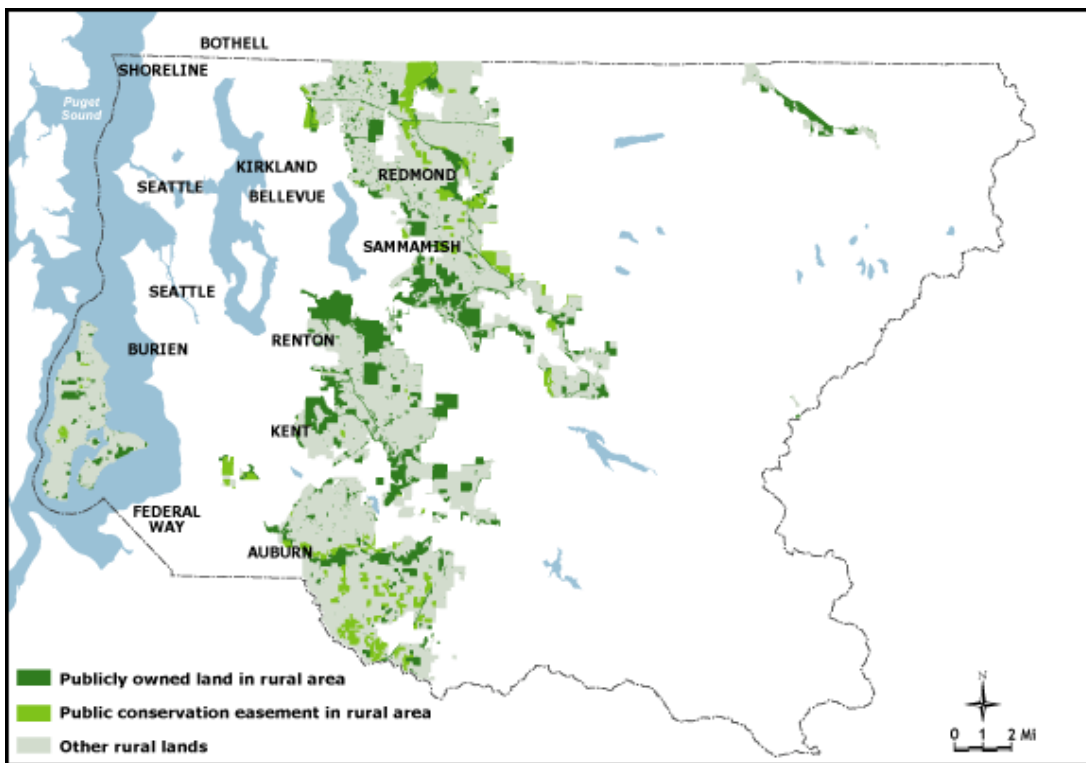 BOTHELL
SHORELINE
Puget
Sound
KIRKLAND
SEATTLE
REDMOND
BELLEVUE
SAMMAMISH
SEATTLE
RENTON
BURIEN
KENT
FEDERAL
WAY
AUBURN
Publicly owned land in rural area
Public conservation easement in rural area
Other rural lands
N
0 1 2 Mi